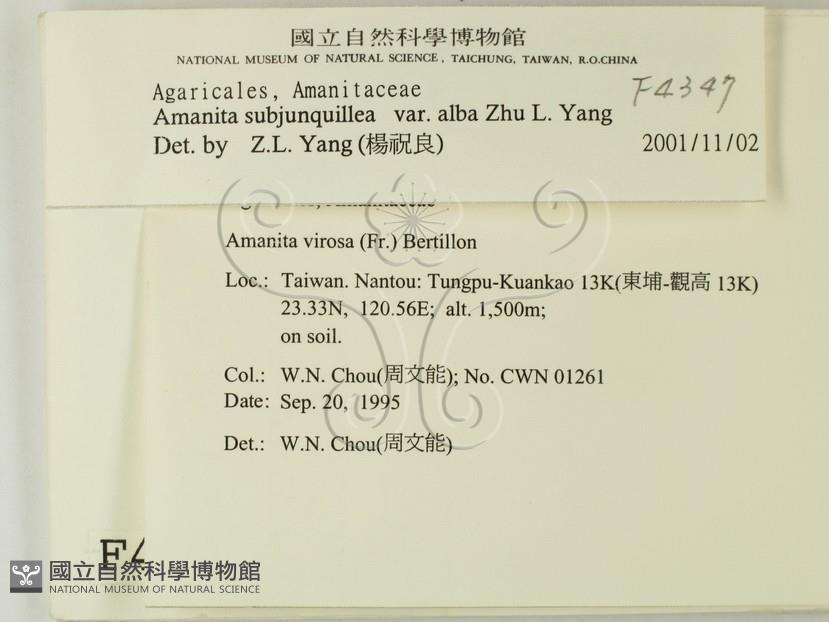 國立自然科學博物館
NATIONAL MUSEUM OF NATURAL SCIENCE, TAICHUNG, TAIWAN, R.O.CHINA
Agaricales, Amanitaceae F4347
Amanita subjunquillea var. alba Zhu L. Yang
Det. by Z.L. Yang (楊祝良) 2001/11/02
Amanita virosa (Fr.) Bertillon
Loc.: Taiwan. Nantou: Tungpu-Kuankao 13K(東埔-觀高 13K)
23.33N, 120.56E; alt. 1,500m;
on soil.
Col.: W.N. Chou(周文能); No. CWN 01261
Date: Sep. 20, 1995
Det.: W.N. Chou(周文能)
F4
國立自然科學博物館
NATIONAL MUSEUM OF NATURAL SCIENCE